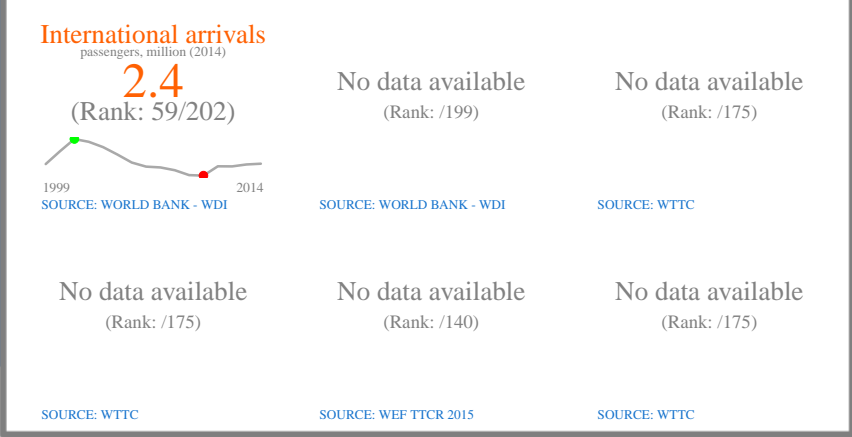 International arrivals
passengers, million (2014)
2.4
(Rank: 59/202)
1999 2014
SOURCE: WORLD BANK - WDI
No data available
(Rank: /199)
SOURCE: WORLD BANK - WDI
No data available
(Rank: /175)
SOURCE: WTTC
No data available
(Rank: /175)
SOURCE: WTTC
No data available
(Rank: /140)
SOURCE: WEF TTCR 2015
No data available
(Rank: /175)
SOURCE: WTTC